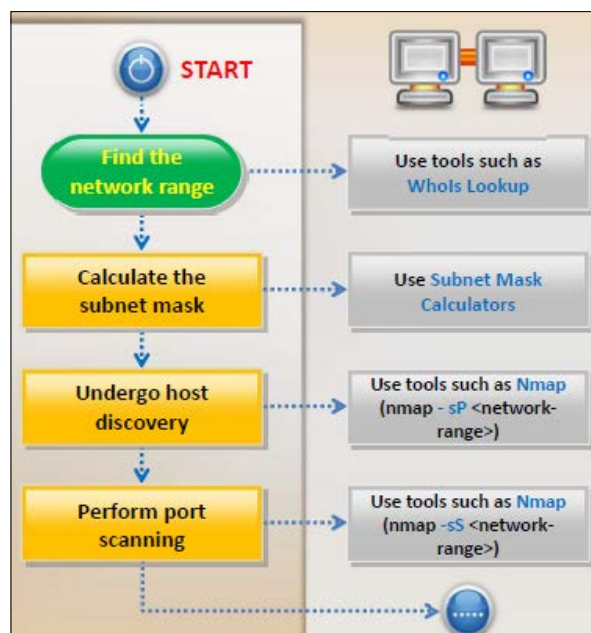 START
Find the
network range
Use tools such as
WhoIs Lookup
Calculate the
subnet mask
Use Subnet Mask
Calculators
Undergo host
discovery
Use tools such as Nmap
(nmap - sP <network-
range>)
Perform port
scanning
Use tools such as Nmap
(nmap -sS <network-
range>)